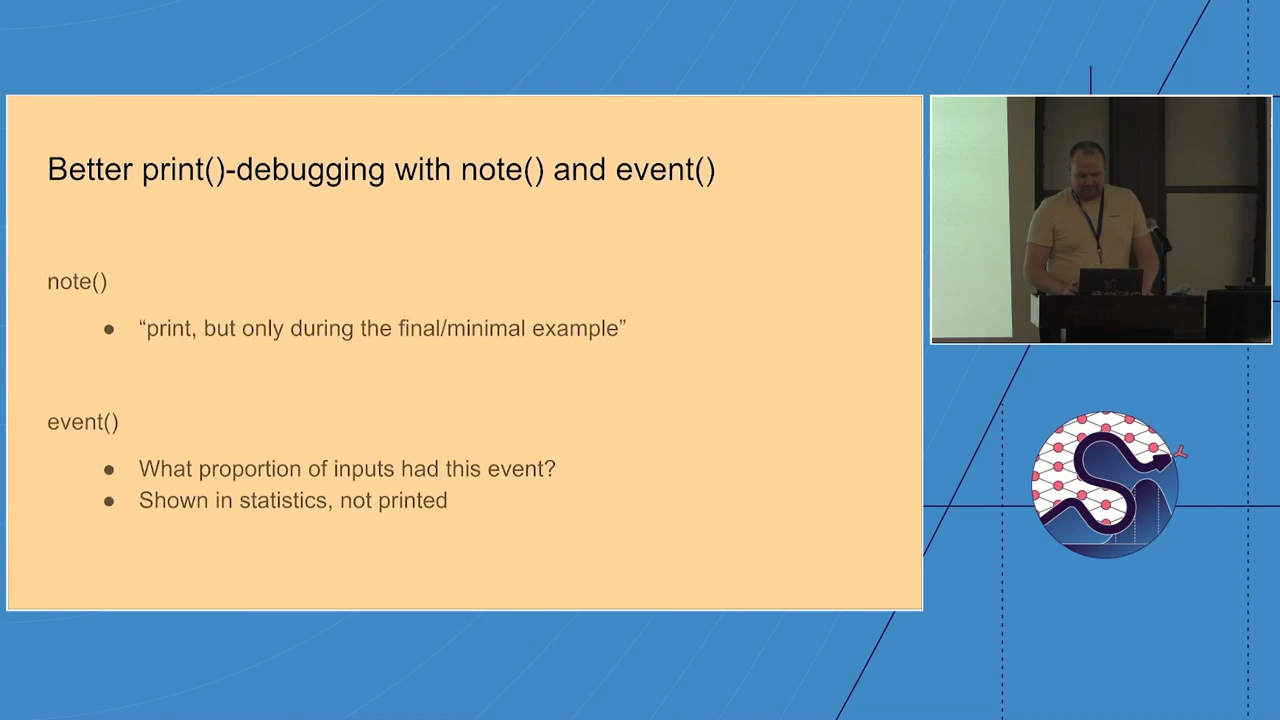 Better print()-debugging with note() and event()
note()
● “print, but only during the final/minimal example”
event()
● What proportion of inputs had this event?
● Shown in statistics, not printed